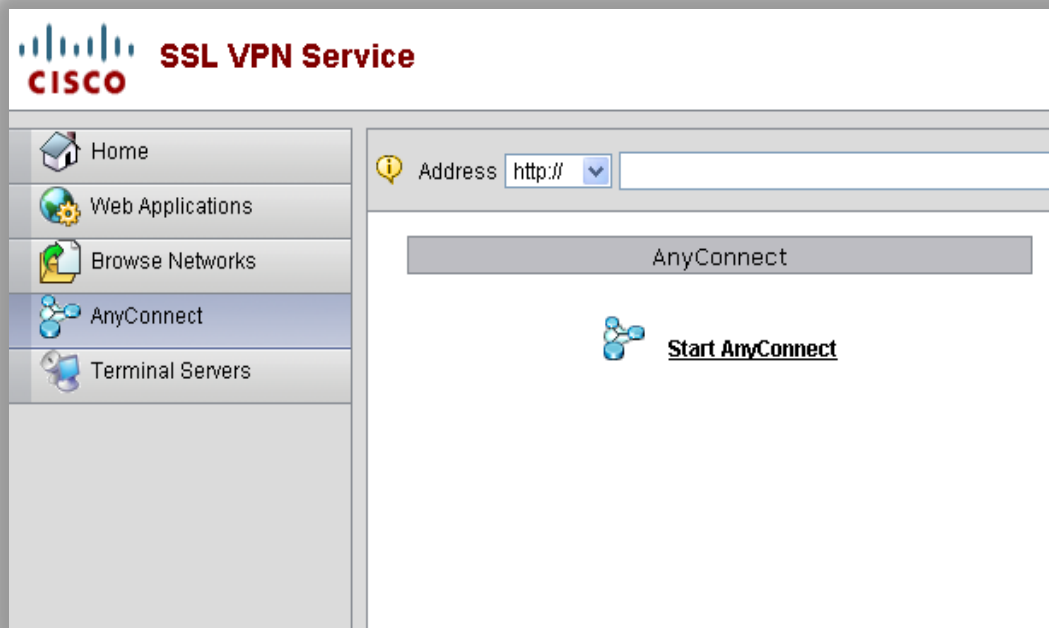 CISCO
SSL VPN Service
Home
Web Applications
Browse Networks
AnyConnect
Terminal Servers
Address http://
AnyConnect
Start AnyConnect